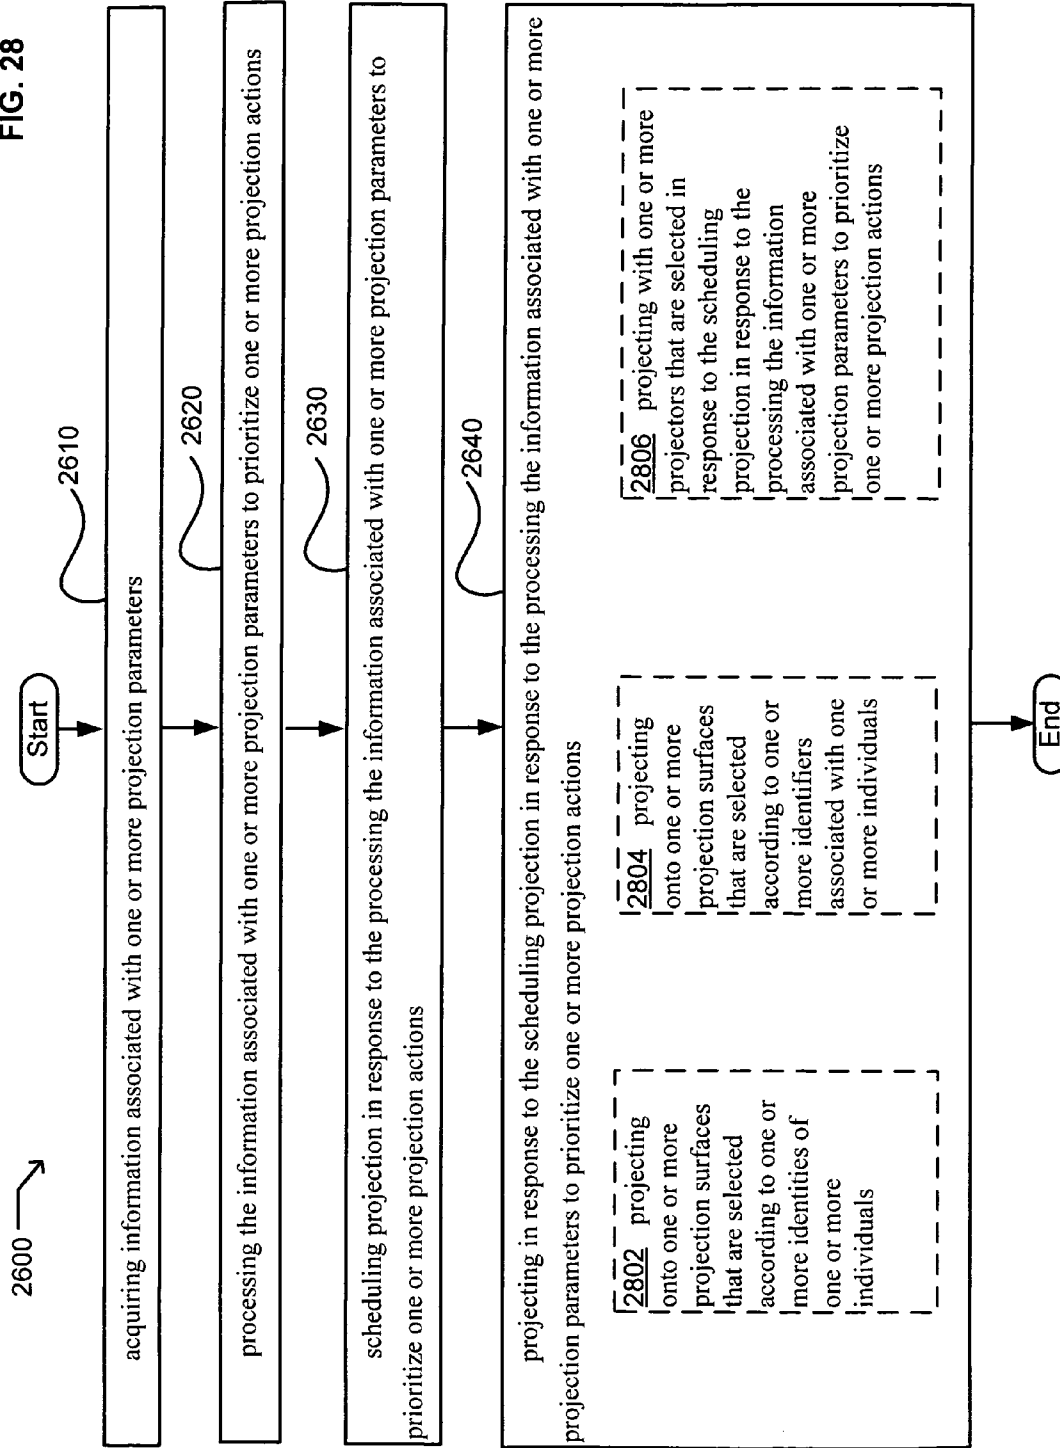 FIG. 28
2600
Start
2610
acquiring information associated with one or more projection parameters
2620
processing the information associated with one or more projection parameters to prioritize one or more projection actions
2630
scheduling projection in response to the processing the information associated with one or more projection parameters to
prioritize one or more projection actions
2640
projecting in response to the scheduling projection in response to the processing the information associated with one or more
projection parameters to prioritize one or more projection actions
2802 projecting
onto one or more
projection surfaces
that are selected
according to one or
more identities of
one or more
individuals
2804 projecting
onto one or more
projection surfaces
that are selected
according to one or
more identifiers
associated with one
or more individuals
2806 projecting with one or more
projectors that are selected in
response to the scheduling
projection in response to the
processing the information
associated with one or more
projection parameters to prioritize
one or more projection actions
End